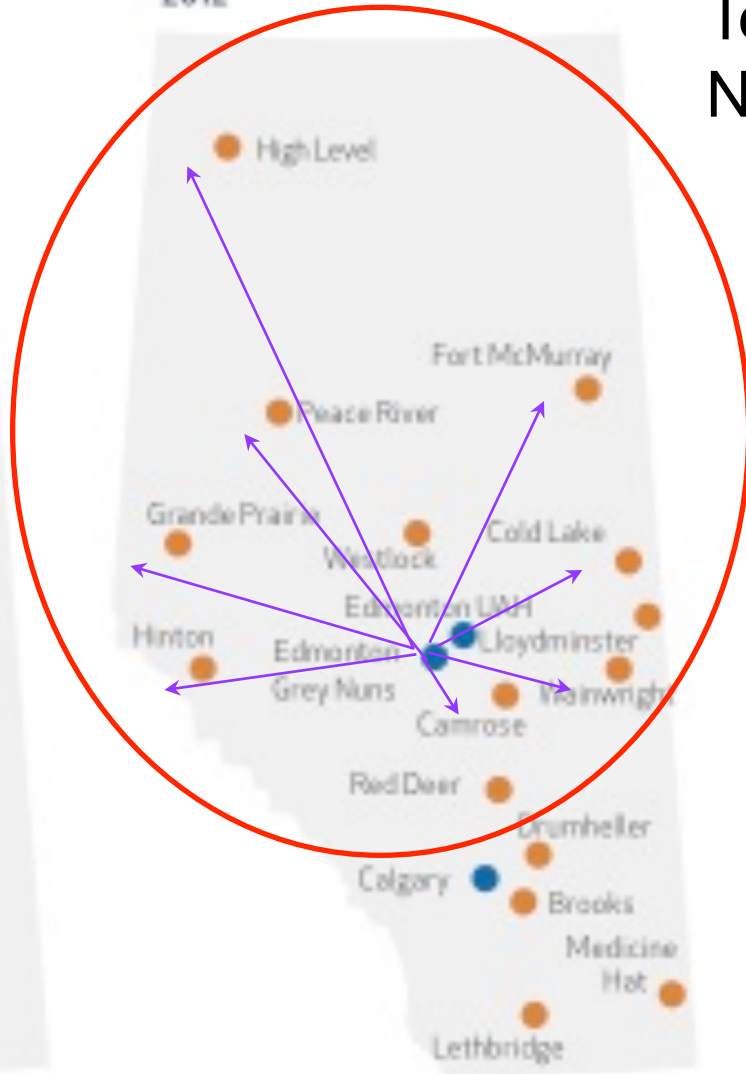 2012
High Level
Fort McMurray
Peace River
Grande Prairie
Cold Lake
Westlock
Edmonton UAH
Hinton
Lloydminster
Edmonton
Grey Nuns
Wainwright
Camrose
Red Deer
Drumheller
Calgary
Brooks
Medicine
Hat
Lethbridge